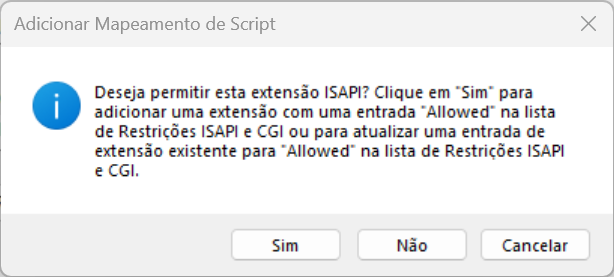 Adicionar Mapeamento de Script
Deseja permitir esta extensão ISAPI? Clique em "Sim" para
adicionar uma extensão com uma entrada "Allowed" na lista
de Restrições ISAPI e CGI ou para atualizar uma entrada de
extensão existente para "Allowed" na lista de Restrições ISAPI
e CGI.
Sim
Não
Cancelar